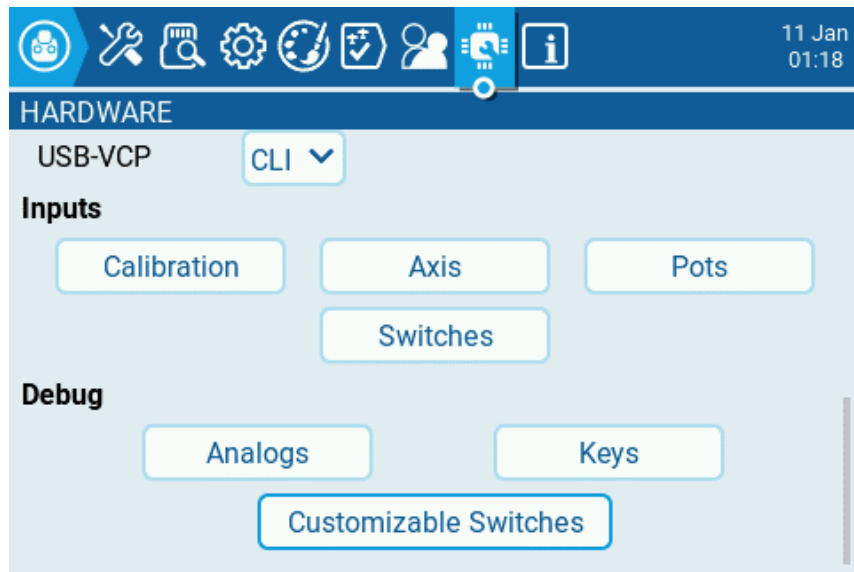 11 Jan
01:18
HARDWARE
USB-VCP CLI
Inputs
Calibration Axis Pots
Switches
Debug
Analogs Keys
Customizable Switches